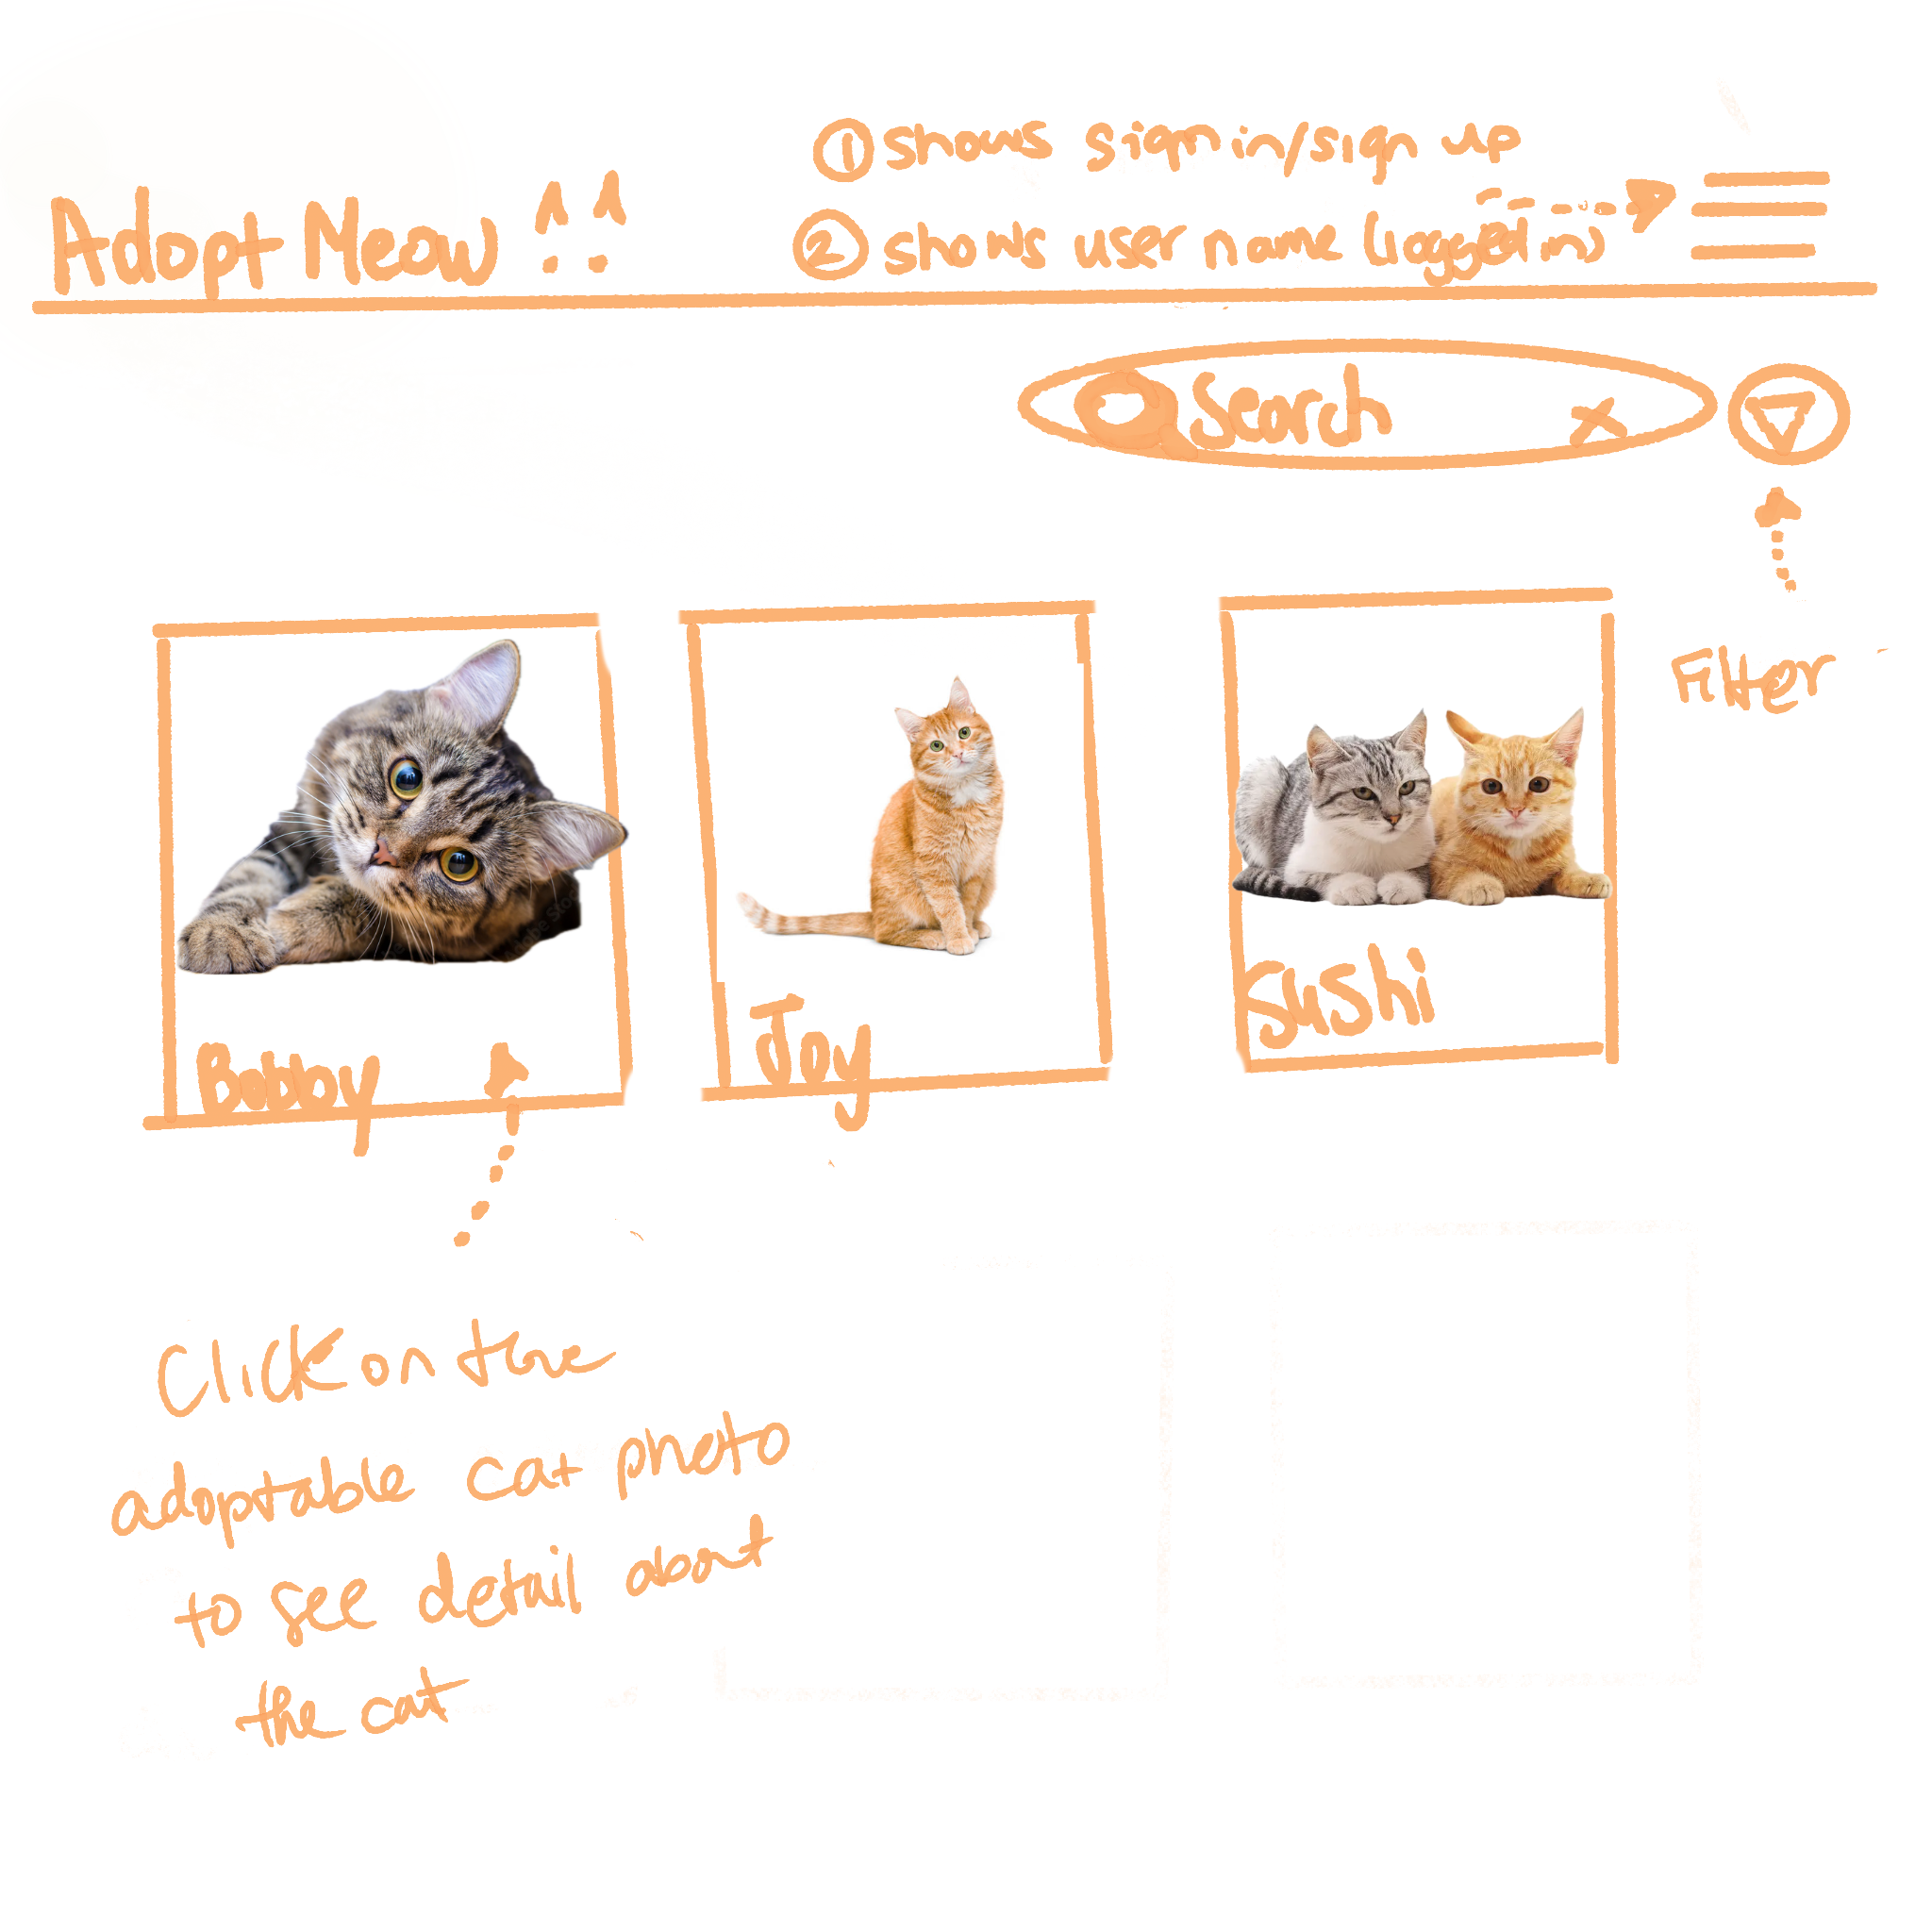 Adopt Meow
① shows sign in/sign up
② shows user name (logged in)
Search x
Filter
Bobby
Joy
Sushi
Click on the
adoptable cat photo
to see detail about
the cat